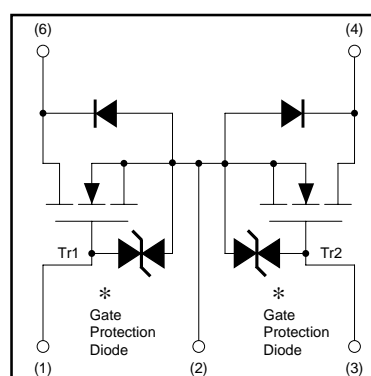 (6) (4)
Tr1 Tr2
* *
Gate Gate
Protection Protection
Diode Diode
(1) (2) (3)